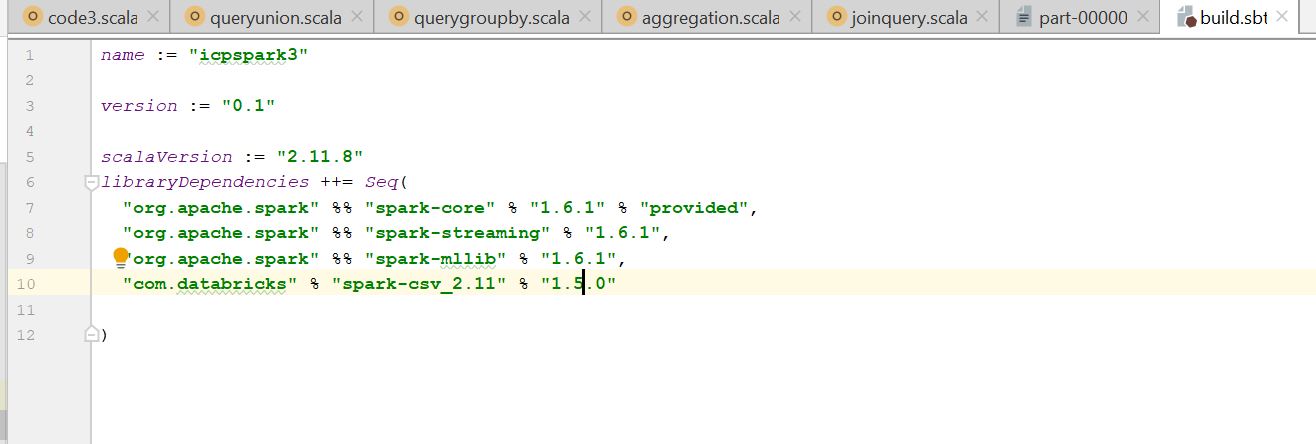 code3.scala queryunion.scala querygroupby.scala aggregation.scala joinquery.scala part-00000 build.sbt
1 name := "icpspark3"
2
3 version := "0.1"
4
5 scalaVersion := "2.11.8"
6 libraryDependencies ++= Seq(
7 "org.apache.spark" %% "spark-core" % "1.6.1" % "provided",
8 "org.apache.spark" %% "spark-streaming" % "1.6.1",
9 "org.apache.spark" %% "spark-mllib" % "1.6.1",
10 "com.databricks" % "spark-csv_2.11" % "1.5.0"
11
12 )